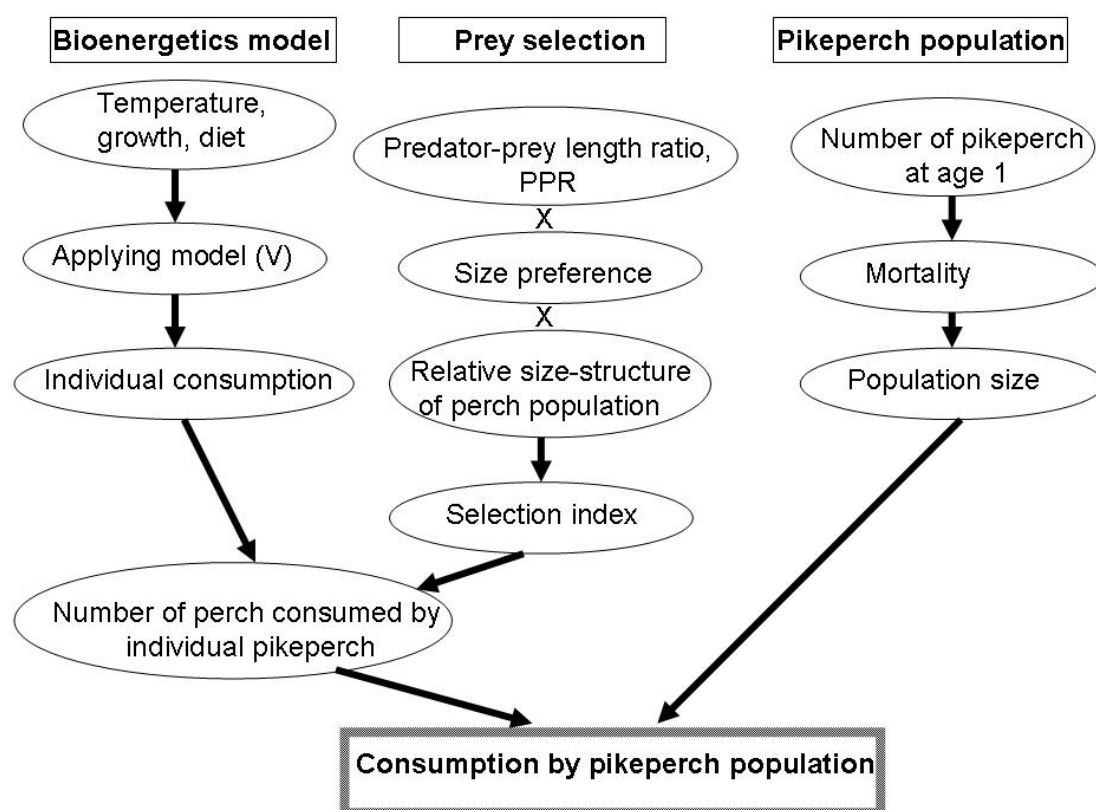 Bioenergetics model
Temperature,
growth, diet
Applying model (V)
Individual consumption
Prey selection
Predator-prey length ratio,
PPR
X
Size preference
X
Relative size-structure
of perch population
Selection index
Number of perch consumed by
individual pikeperch
Pikeperch population
Number of pikeperch
at age 1
Mortality
Population size
Consumption by pikeperch population